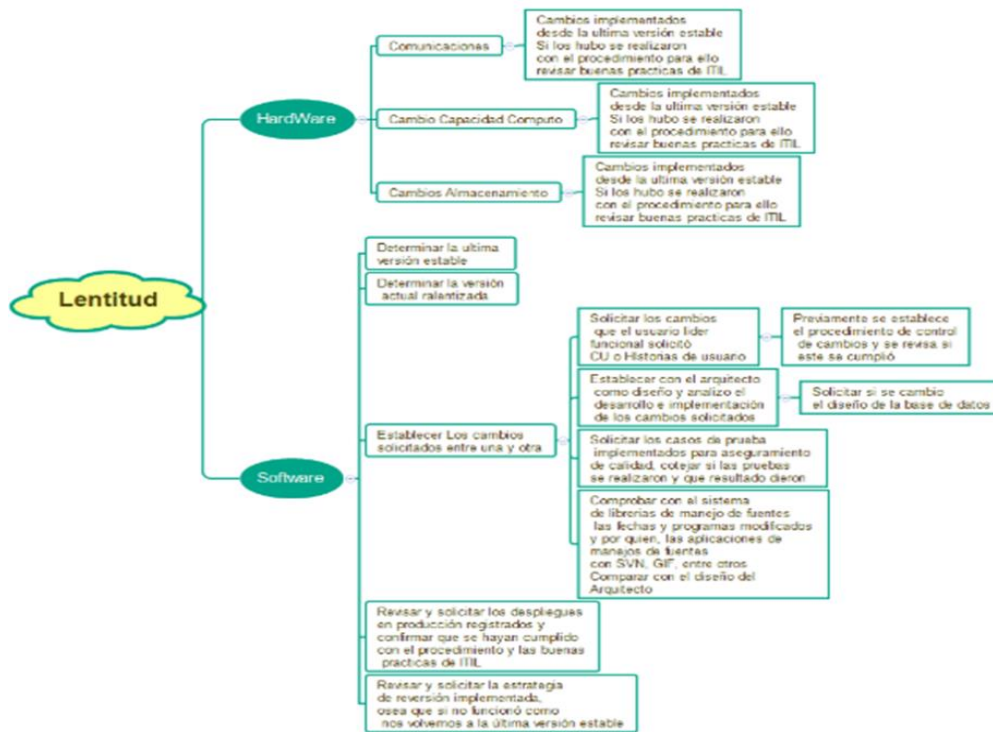 Lentitud
HardWare
Comunicaciones
Cambios implementados
desde la ultima versión estable
Si los hubo se realizaron
con el procedimiento para ello
revisar buenas practicas de ITIL
Cambio Capacidad Computo
Cambios implementados
desde la ultima versión estable
Si los hubo se realizaron
con el procedimiento para ello
revisar buenas practicas de ITIL
Cambios Almacenamiento
Cambios implementados
desde la ultima versión estable
Si los hubo se realizaron
con el procedimiento para ello
revisar buenas practicas de ITIL
Software
Determinar la ultima
versión estable
Determinar la versión
actual ralentizada
Establecer Los cambios
solicitados entre una y otra
Solicitar los cambios
que el usuario lider
funcional solicitó
CU o Historias de usuario
Previamente se establece
el procedimiento de control
de cambios y se revisa si
este se cumplió
Establecer con el arquitecto
como diseño y analizo el
desarrollo e implementación
de los cambios solicitados
Solicitar si se cambio
el diseño de la base de datos
Solicitar los casos de prueba
implementados para aseguramiento
de calidad, cotejar si las pruebas
se realizaron y que resultado dieron
Comprobar con el sistema
de librerias de manejo de fuentes
las fechas y programas modificados
y por quien, las aplicaciones de
manejos de fuentes
con SVN, GIF, entre otros
Comparar con el diseño del
Arquitecto
Revisar y solicitar los despliegues
en producción registrados y
confirmar que se hayan cumplido
con el procedimiento y las buenas
practicas de ITIL
Revisar y solicitar la estrategia
de reversión implementada,
osea que si no funcionó como
nos volvemos a la última versión estable